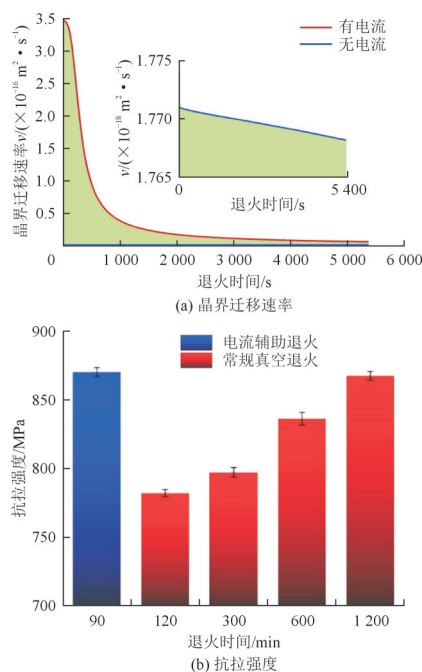 3.5
3.0
2.5
2.0
1.5
1.0
0.5
0
晶界迁移速率v/(×10⁻¹⁶ m²·s⁻¹)
有电流
无电流
1.775
1.770
1.765
v/(×10⁻¹⁸ m²·s⁻¹)
0
5 400
退火时间/s
1 000
2 000
3 000
4 000
5 000
6 000
退火时间/s
(a) 晶界迁移速率
900
850
800
750
700
抗拉强度/MPa
电流辅助退火
常规真空退火
90
120
300
600
1 200
退火时间/min
(b) 抗拉强度